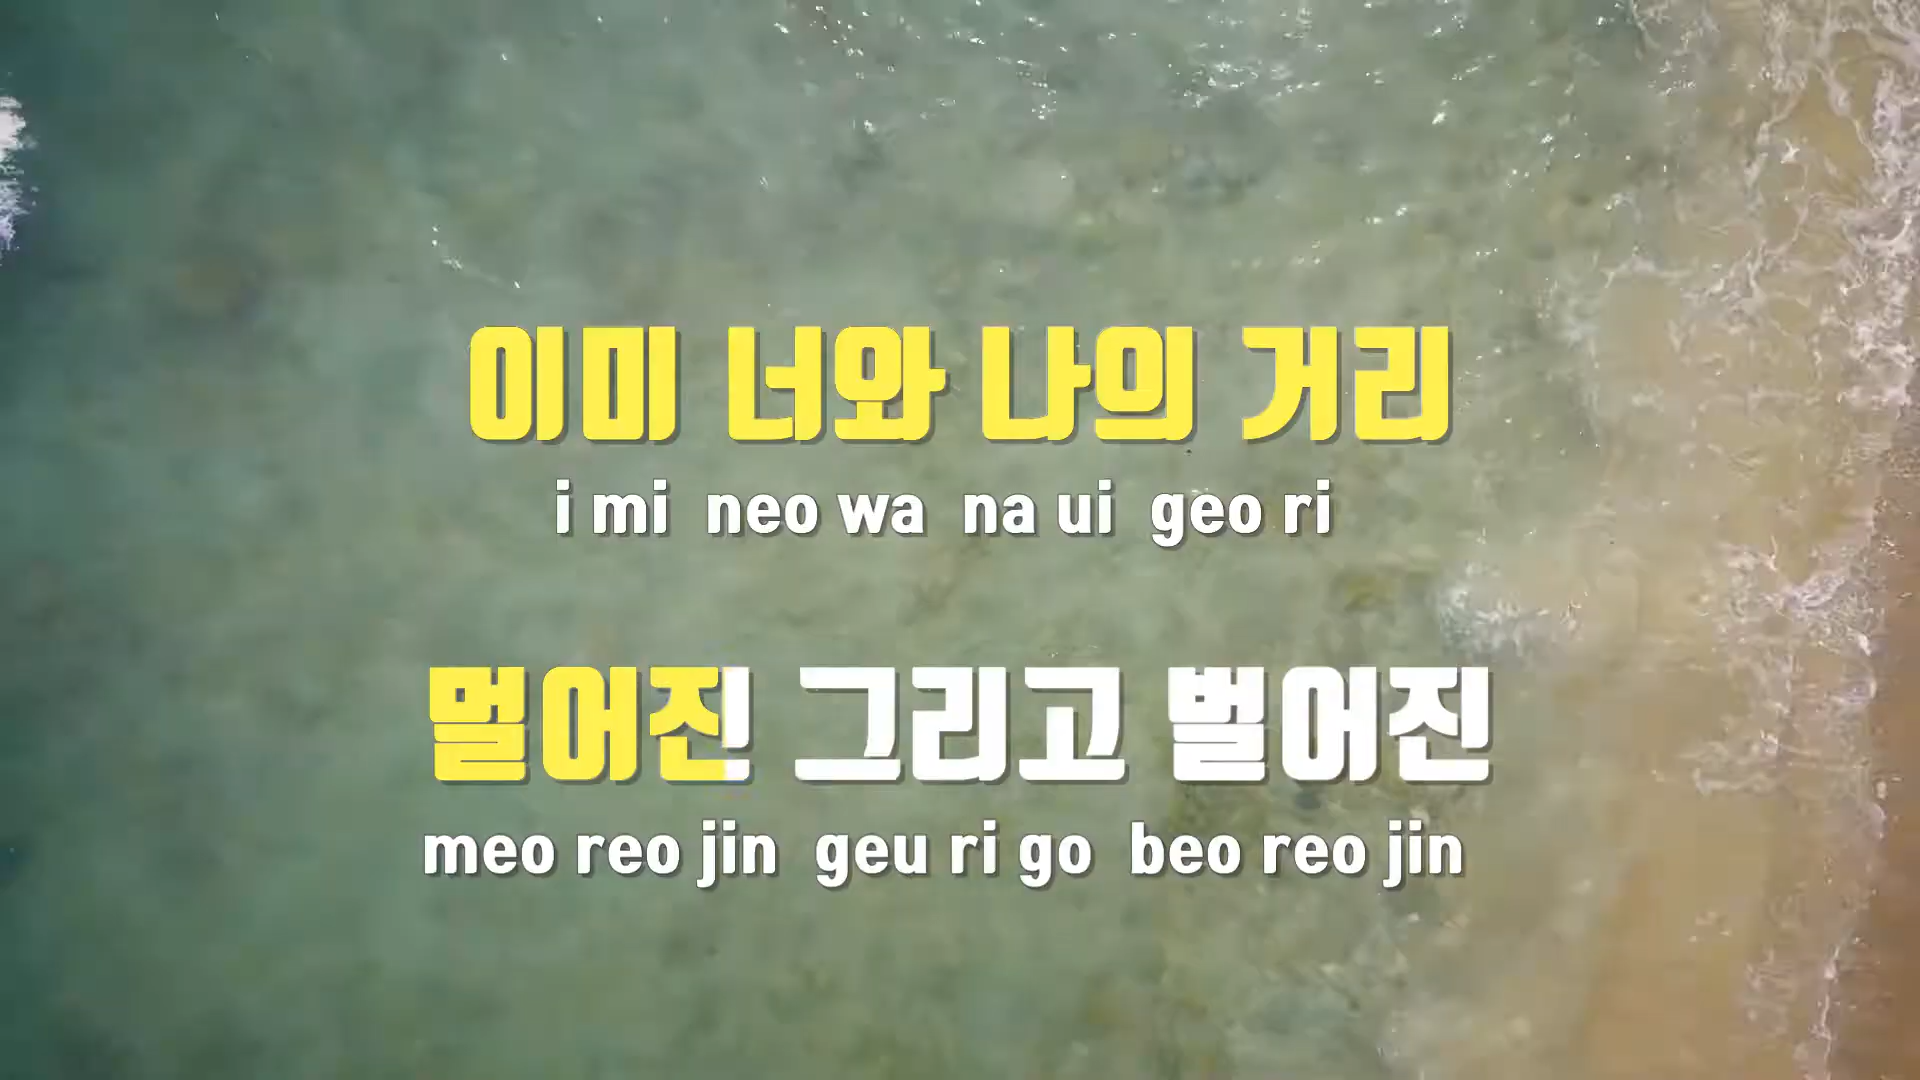 이미 너와 나의 거리
i mi neo wa na ui geo ri
멀어진 그리고 벌어진
meo reo jin geu ri go beo reo jin